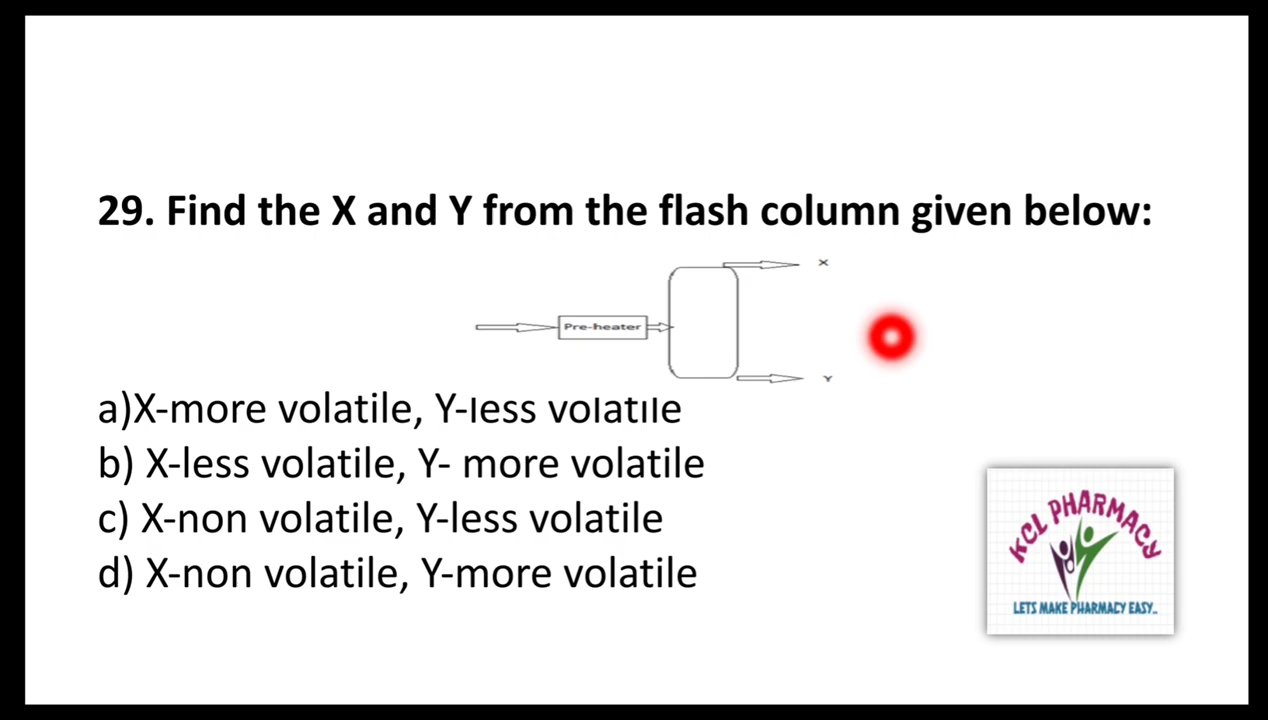 29. Find the X and Y from the flash column given below:
X
Pre-heater
Y
a)X-more volatile, Y-less volatile
b) X-less volatile, Y- more volatile
c) X-non volatile, Y-less volatile
d) X-non volatile, Y-more volatile
KCL PHARMACY
LETS MAKE PHARMACY EASY..